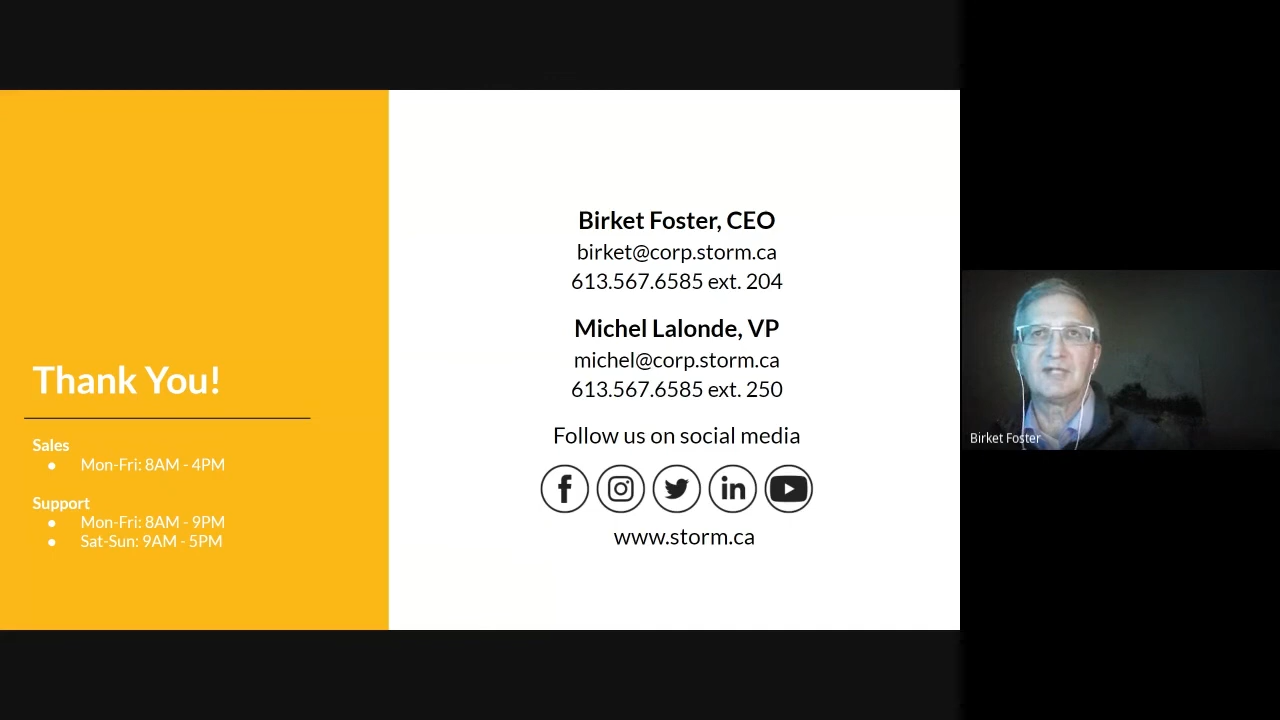 Thank You!
Sales
● Mon-Fri: 8AM - 4PM
Support
● Mon-Fri: 8AM - 9PM
● Sat-Sun: 9AM - 5PM
Birket Foster, CEO
birket@corp.storm.ca
613.567.6585 ext. 204
Michel Lalonde, VP
michel@corp.storm.ca
613.567.6585 ext. 250
Follow us on social media
www.storm.ca
Birket Foster